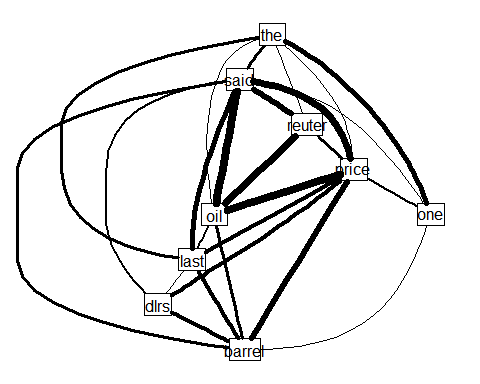 the
said
reuter
price
oil
one
last
dlrs
barrel